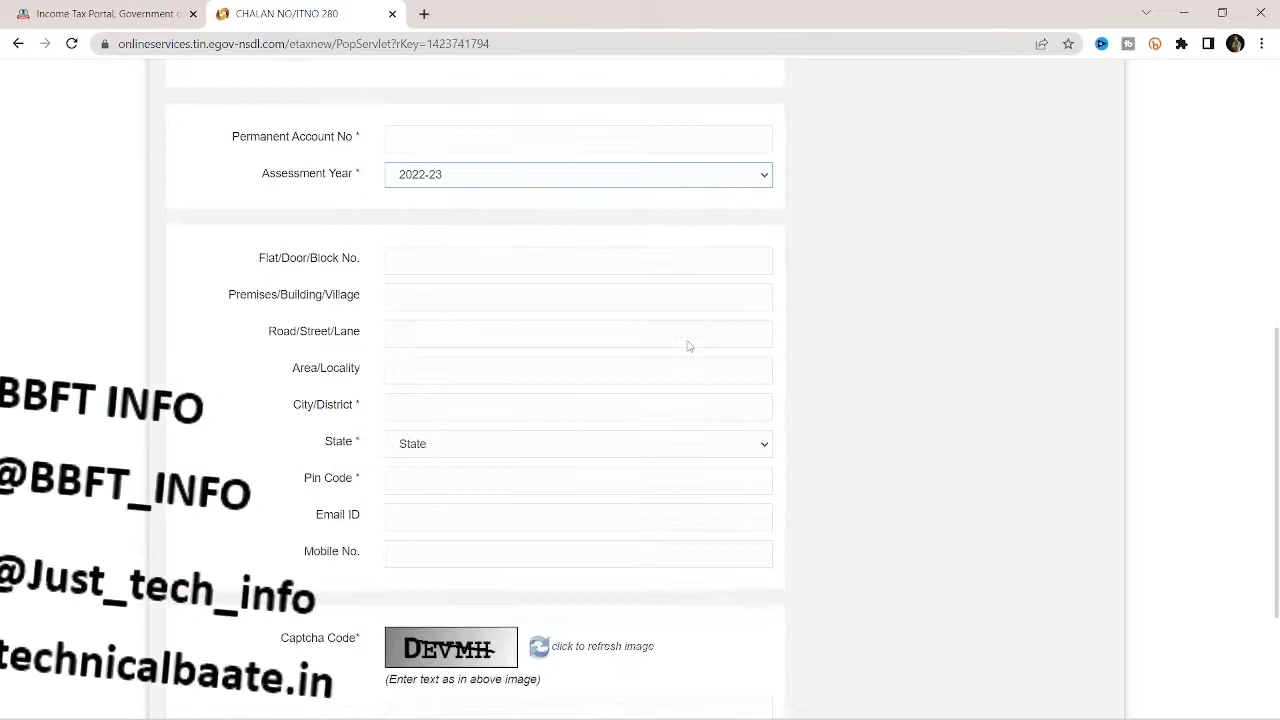 Income Tax Portal, Government o
CHALAN NO/ITNO 280
onlineservices.tin.egov-nsdl.com/etaxnew/PopServlet?Key=1423741794
Permanent Account No *
Assessment Year *
2022-23
Flat/Door/Block No.
Premises/Building/Village
Road/Street/Lane
Area/Locality
City/District *
State *
State
Pin Code *
Email ID
Mobile No.
Captcha Code*
DEVMH
click to refresh image
(Enter text as in above image)
BBFT INFO
@BBFT_INFO
@Just_tech_info
technicalbaate.in